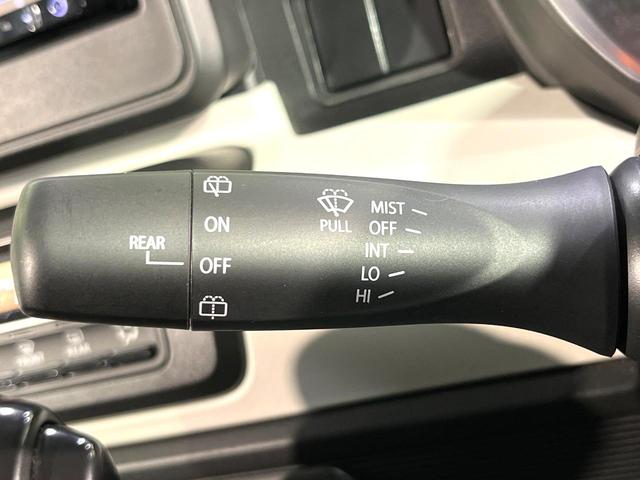 REAR
ON
OFF
PULL
MIST
OFF
INT
LO
HI